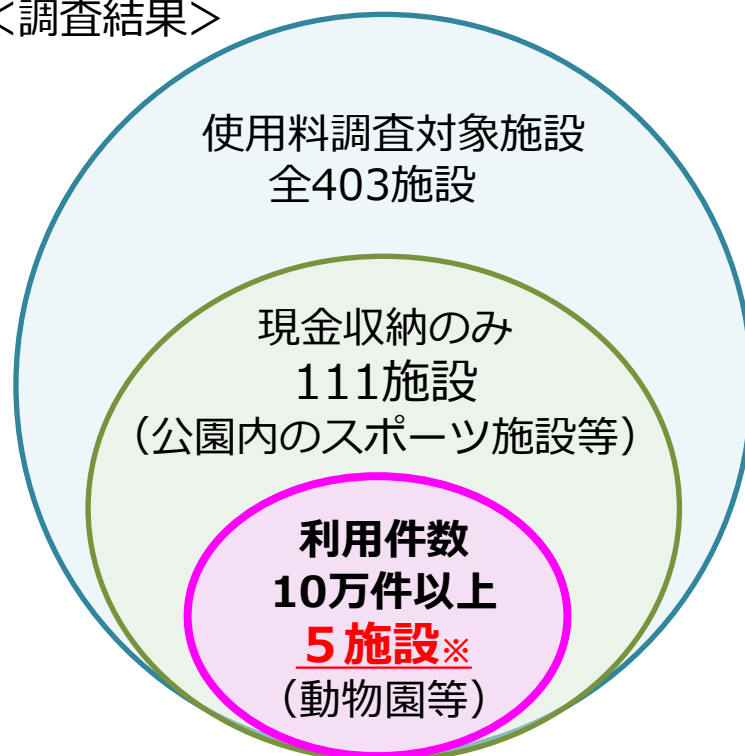 ＜調査結果＞
使用料調査対象施設
全403施設
現金収納のみ
111施設
（公園内のスポーツ施設等）
利用件数
10万件以上
５施設※
（動物園等）